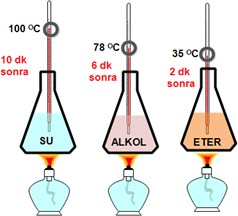 100 ºC
10 dk
sonra
SU
78 ºC
6 dk
sonra
ALKOL
35 ºC
2 dk
sonra
ETER